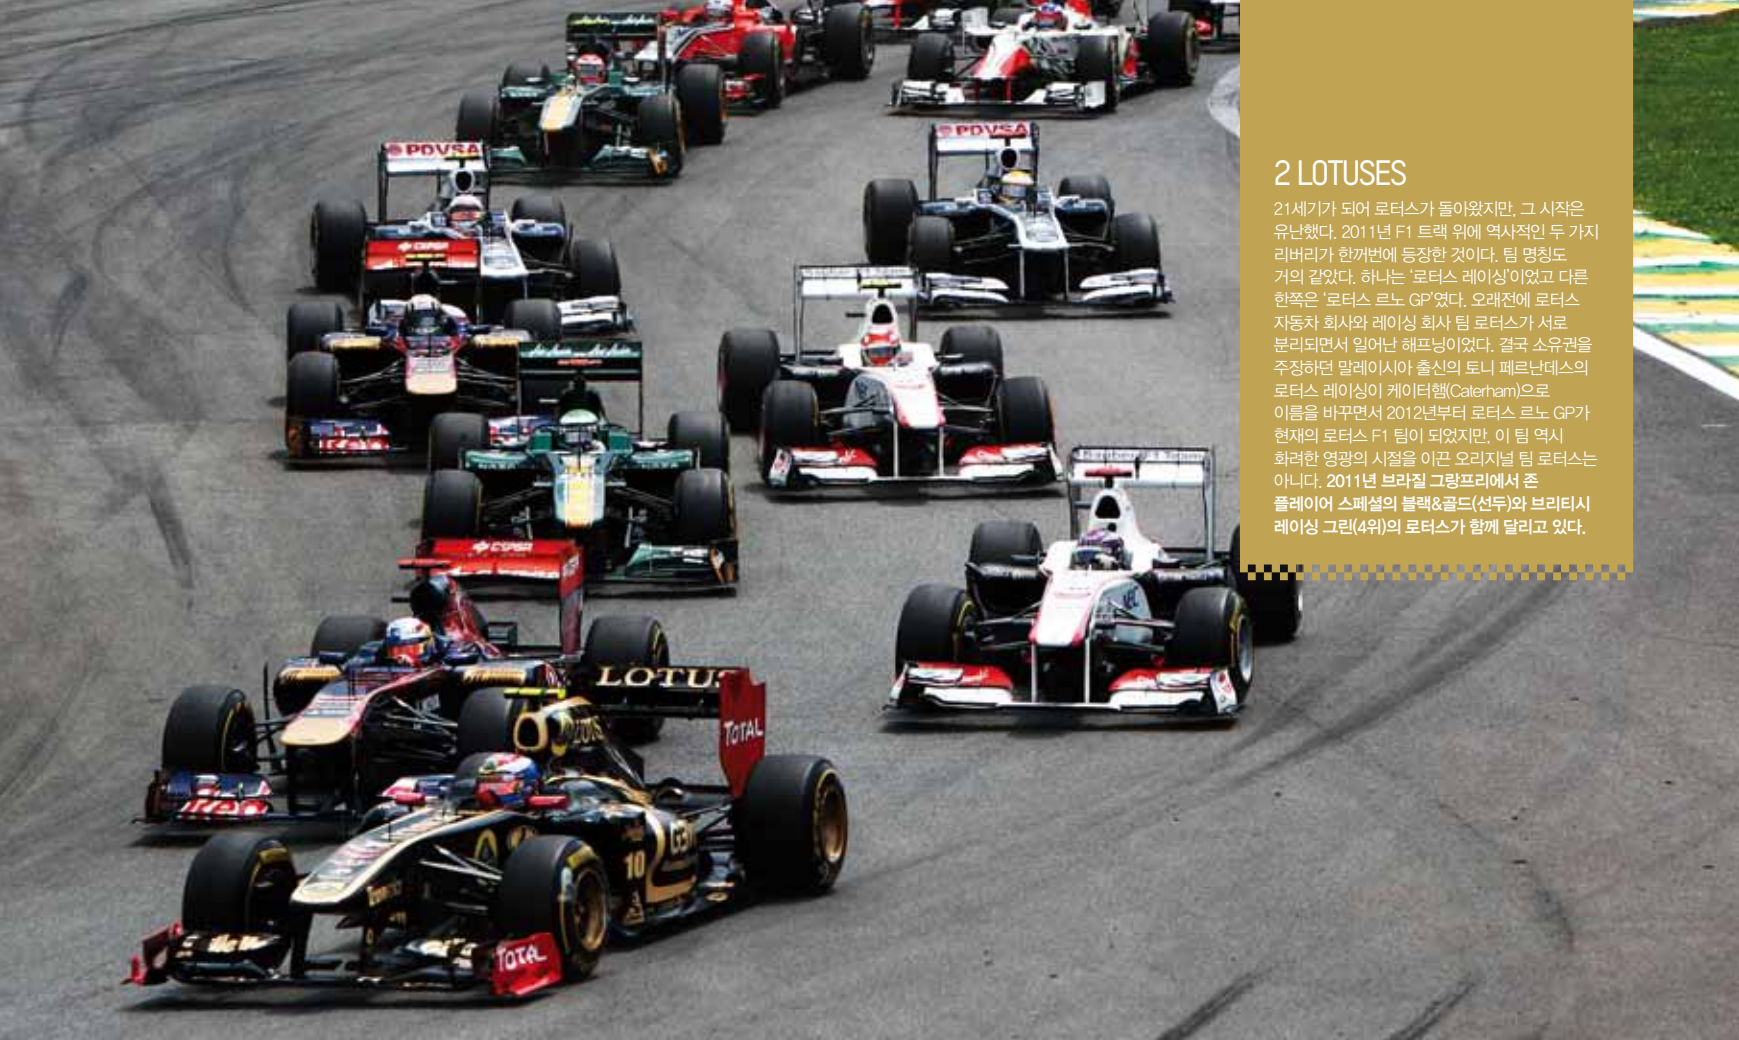 2 LOTUSES
21세기가 되어 로터스가 돌아왔지만, 그 시작은
유난했다. 2011년 F1 트랙 위에 역사적인 두 가지
리버리가 한꺼번에 등장한 것이다. 팀 명칭도
거의 같았다. 하나는 ‘로터스 레이싱’이었고 다른
한쪽은 ‘로터스 르노 GP’였다. 오래전에 로터스
자동차 회사와 레이싱 회사 팀 로터스가 서로
분리되면서 일어난 해프닝이었다. 결국 소유권을
주장하던 말레이시아 출신의 토니 페르난데스의
로터스 레이싱이 케이터햄(Caterham)으로
이름을 바꾸면서 2012년부터 로터스 르노 GP가
현재의 로터스 F1 팀이 되었지만, 이 팀 역시
화려한 영광의 시절을 이끈 오리지널 팀 로터스는
아니다. 2011년 브라질 그랑프리에서 존
플레이어 스페셜의 블랙&골드(선두)와 브리티시
레이싱 그린(4위)의 로터스가 함께 달리고 있다.
PDVSA
PDVSA
CEPSA
CEPSA
LOTUS
TOTAL
10
TOTAL